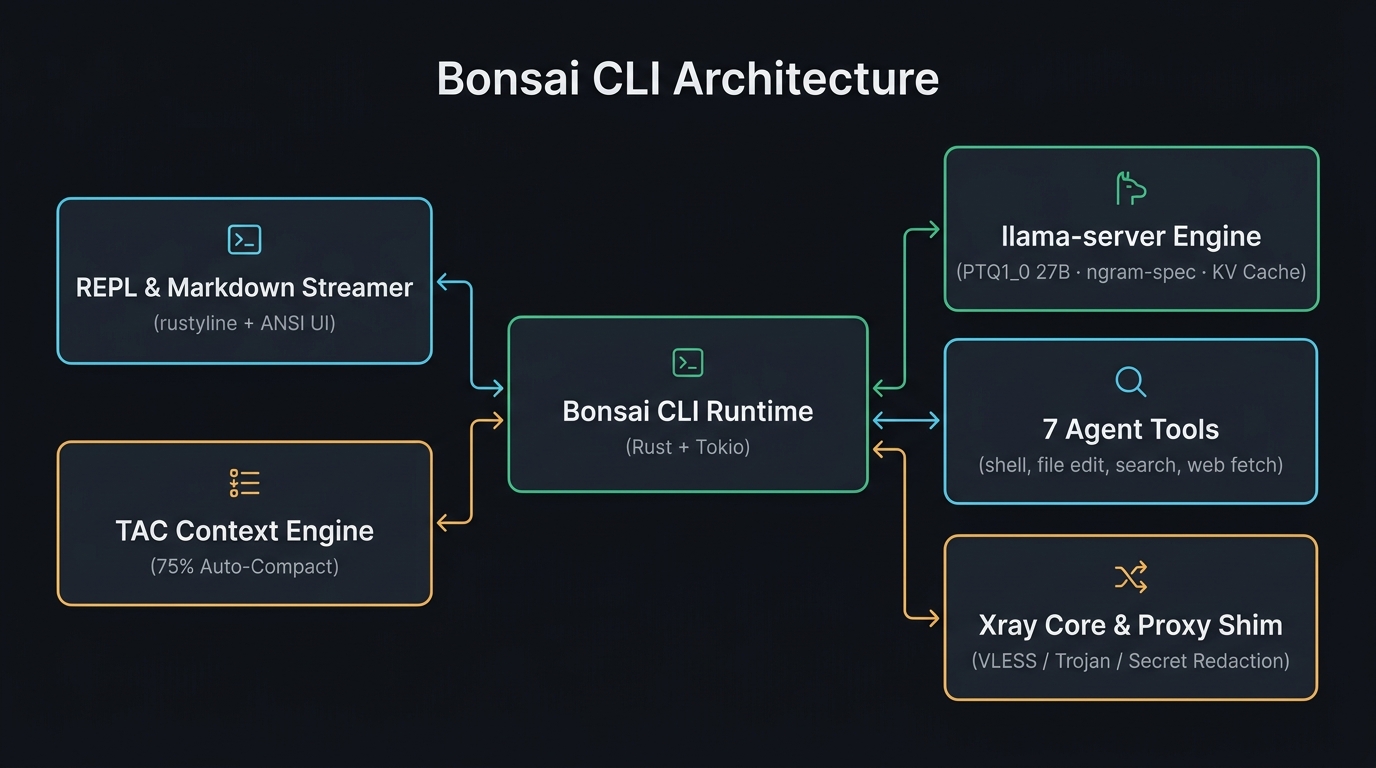 Bonsai CLI Architecture
REPL & Markdown Streamer
(rustyline + ANSI UI)
TAC Context Engine
(75% Auto-Compact)
Bonsai CLI Runtime
(Rust + Tokio)
llama-server Engine
(PTQ1_0 27B · ngram-spec · KV Cache)
7 Agent Tools
(shell, file edit, search, web fetch)
Xray Core & Proxy Shim
(VLESS / Trojan / Secret Redaction)